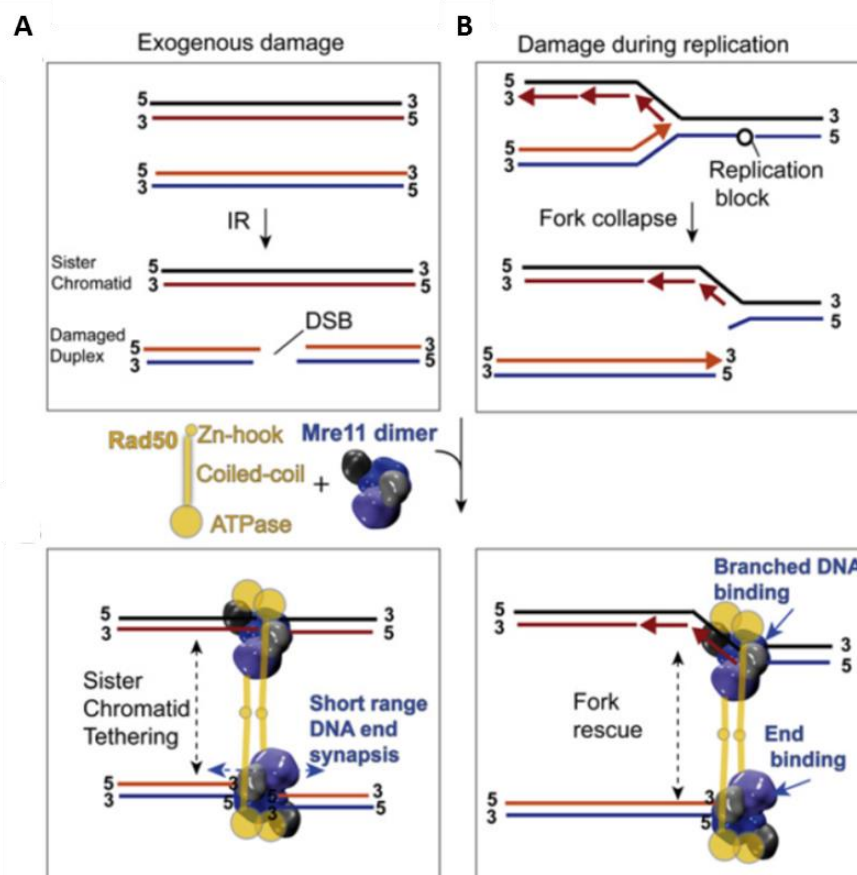 A
B
Exogenous damage
Damage during replication
5 3
3 5
5 3
3 5
IR
Sister
Chromatid
5 3
3 5
DSB
Damaged
Duplex
5 3
3 5
5
3
3
5
5
3
Replication
block
Fork collapse
5
3
3
5
5 3
3 5
Rad50
Zn-hook
Coiled-coil
ATPase
+
Mre11 dimer
5 3
3 5
Sister
Chromatid
Tethering
Short range
DNA end
synapsis
5 3 3
3 5 5 5
3
Branched DNA
binding
5
3
3
5
Fork
rescue
End
binding
5 3
3 5